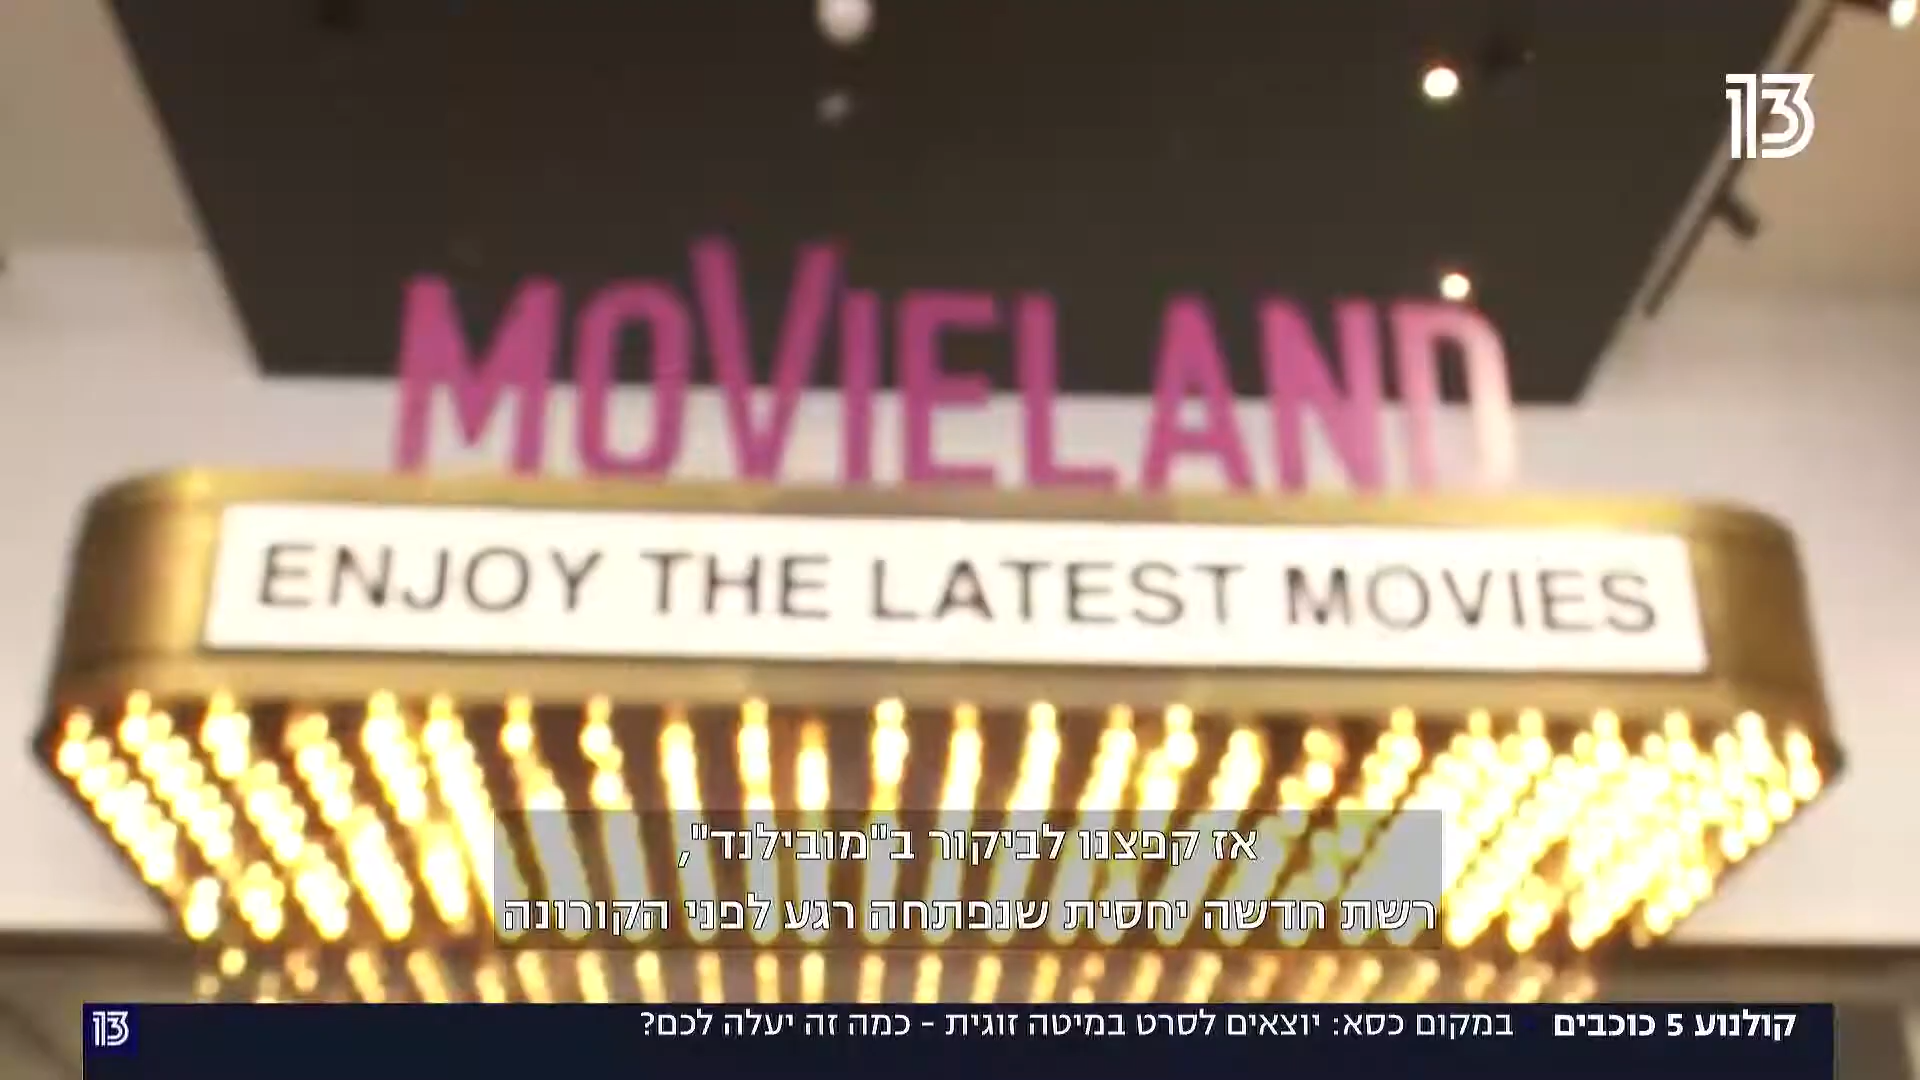 13
MOVIELAND
ENJOY THE LATEST MOVIES
אז קפצנו לביקור ב"מובילנד",
רשת חדשה יחסית שנפתחה רגע לפני הקורונה
קולנוע 5 כוכבים במקום כסא: יוצאים לסרט במיטה זוגית - כמה זה יעלה לכם?
13